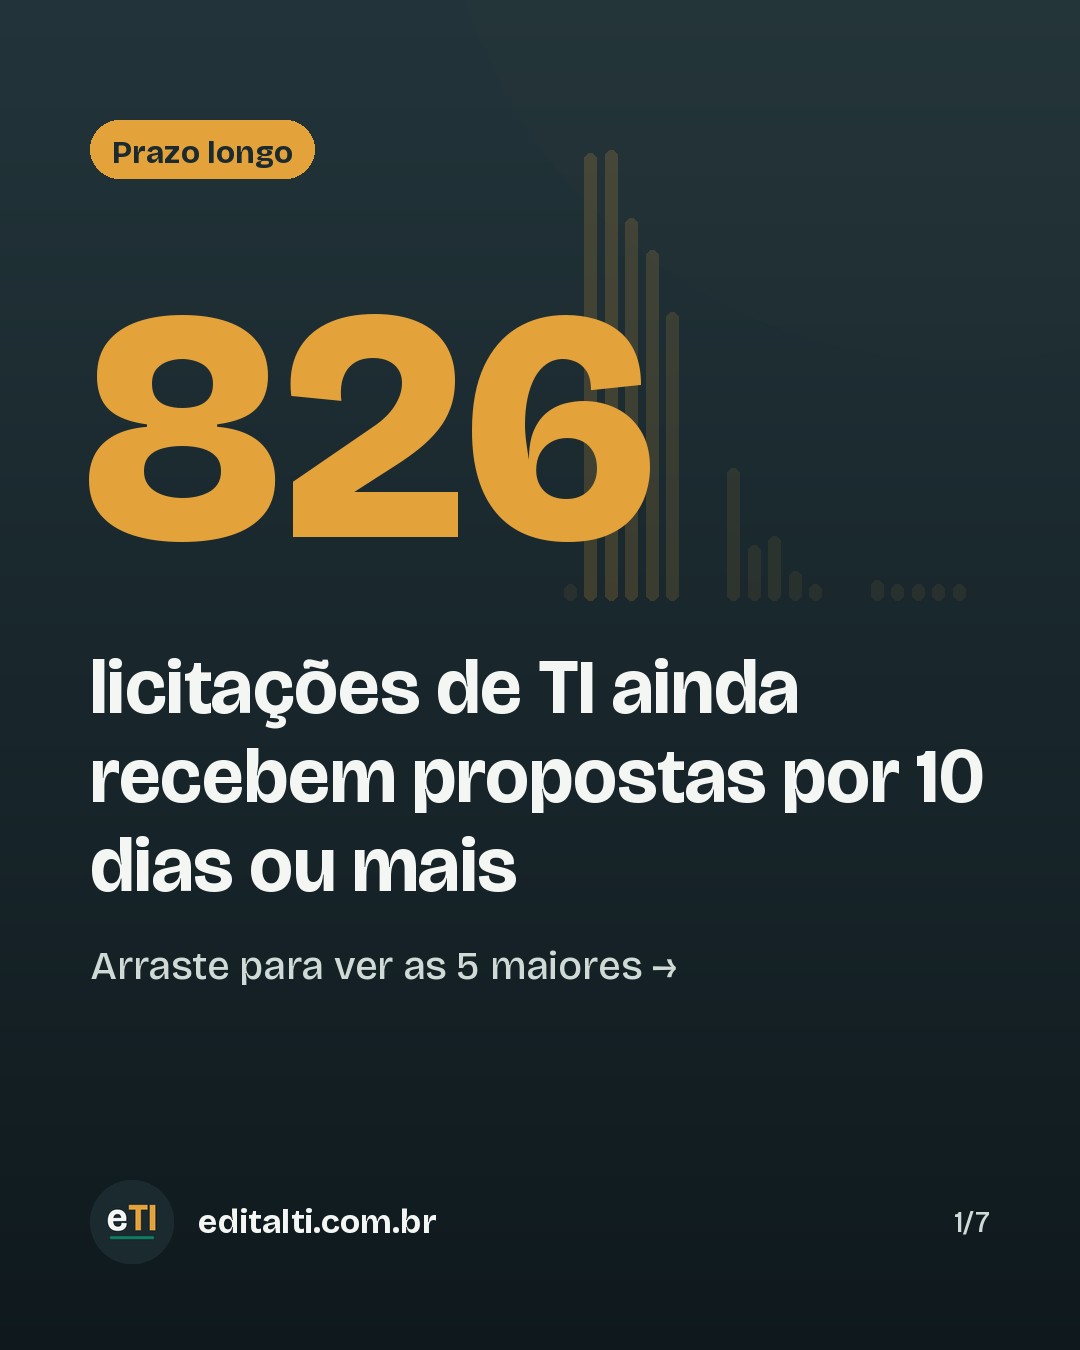 Prazo longo
826
licitações de TI ainda
recebem propostas por 10
dias ou mais
Arraste para ver as 5 maiores →
eTI
editalti.com.br
1/7